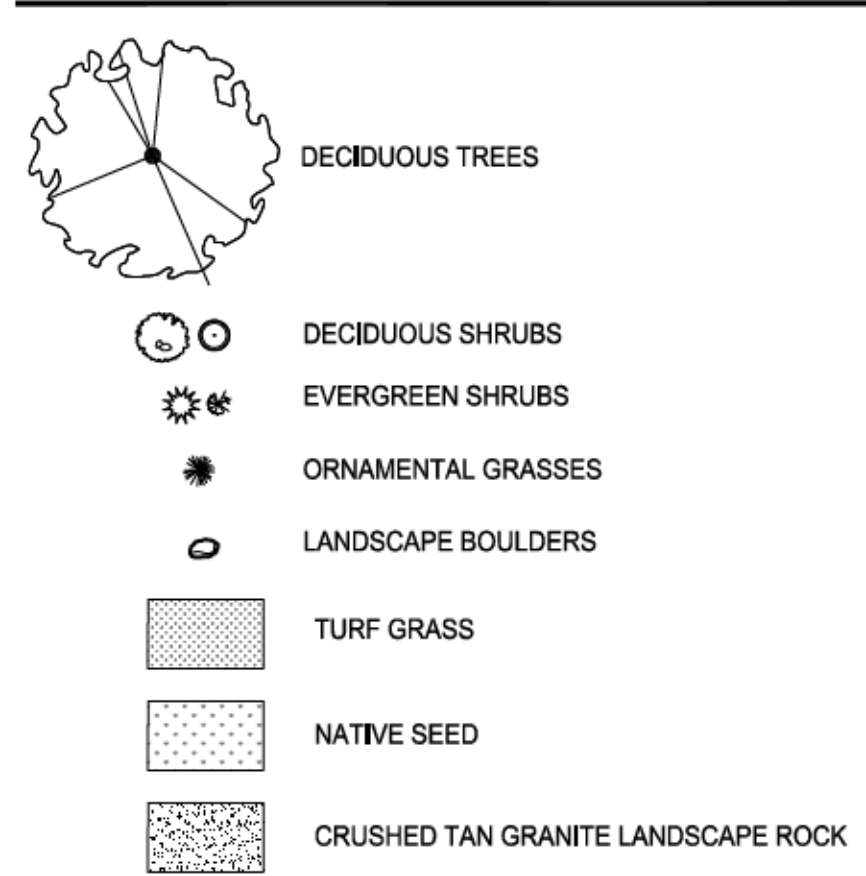 DECIDUOUS TREES
DECIDUOUS SHRUBS
EVERGREEN SHRUBS
ORNAMENTAL GRASSES
LANDSCAPE BOULDERS
TURF GRASS
NATIVE SEED
CRUSHED TAN GRANITE LANDSCAPE ROCK